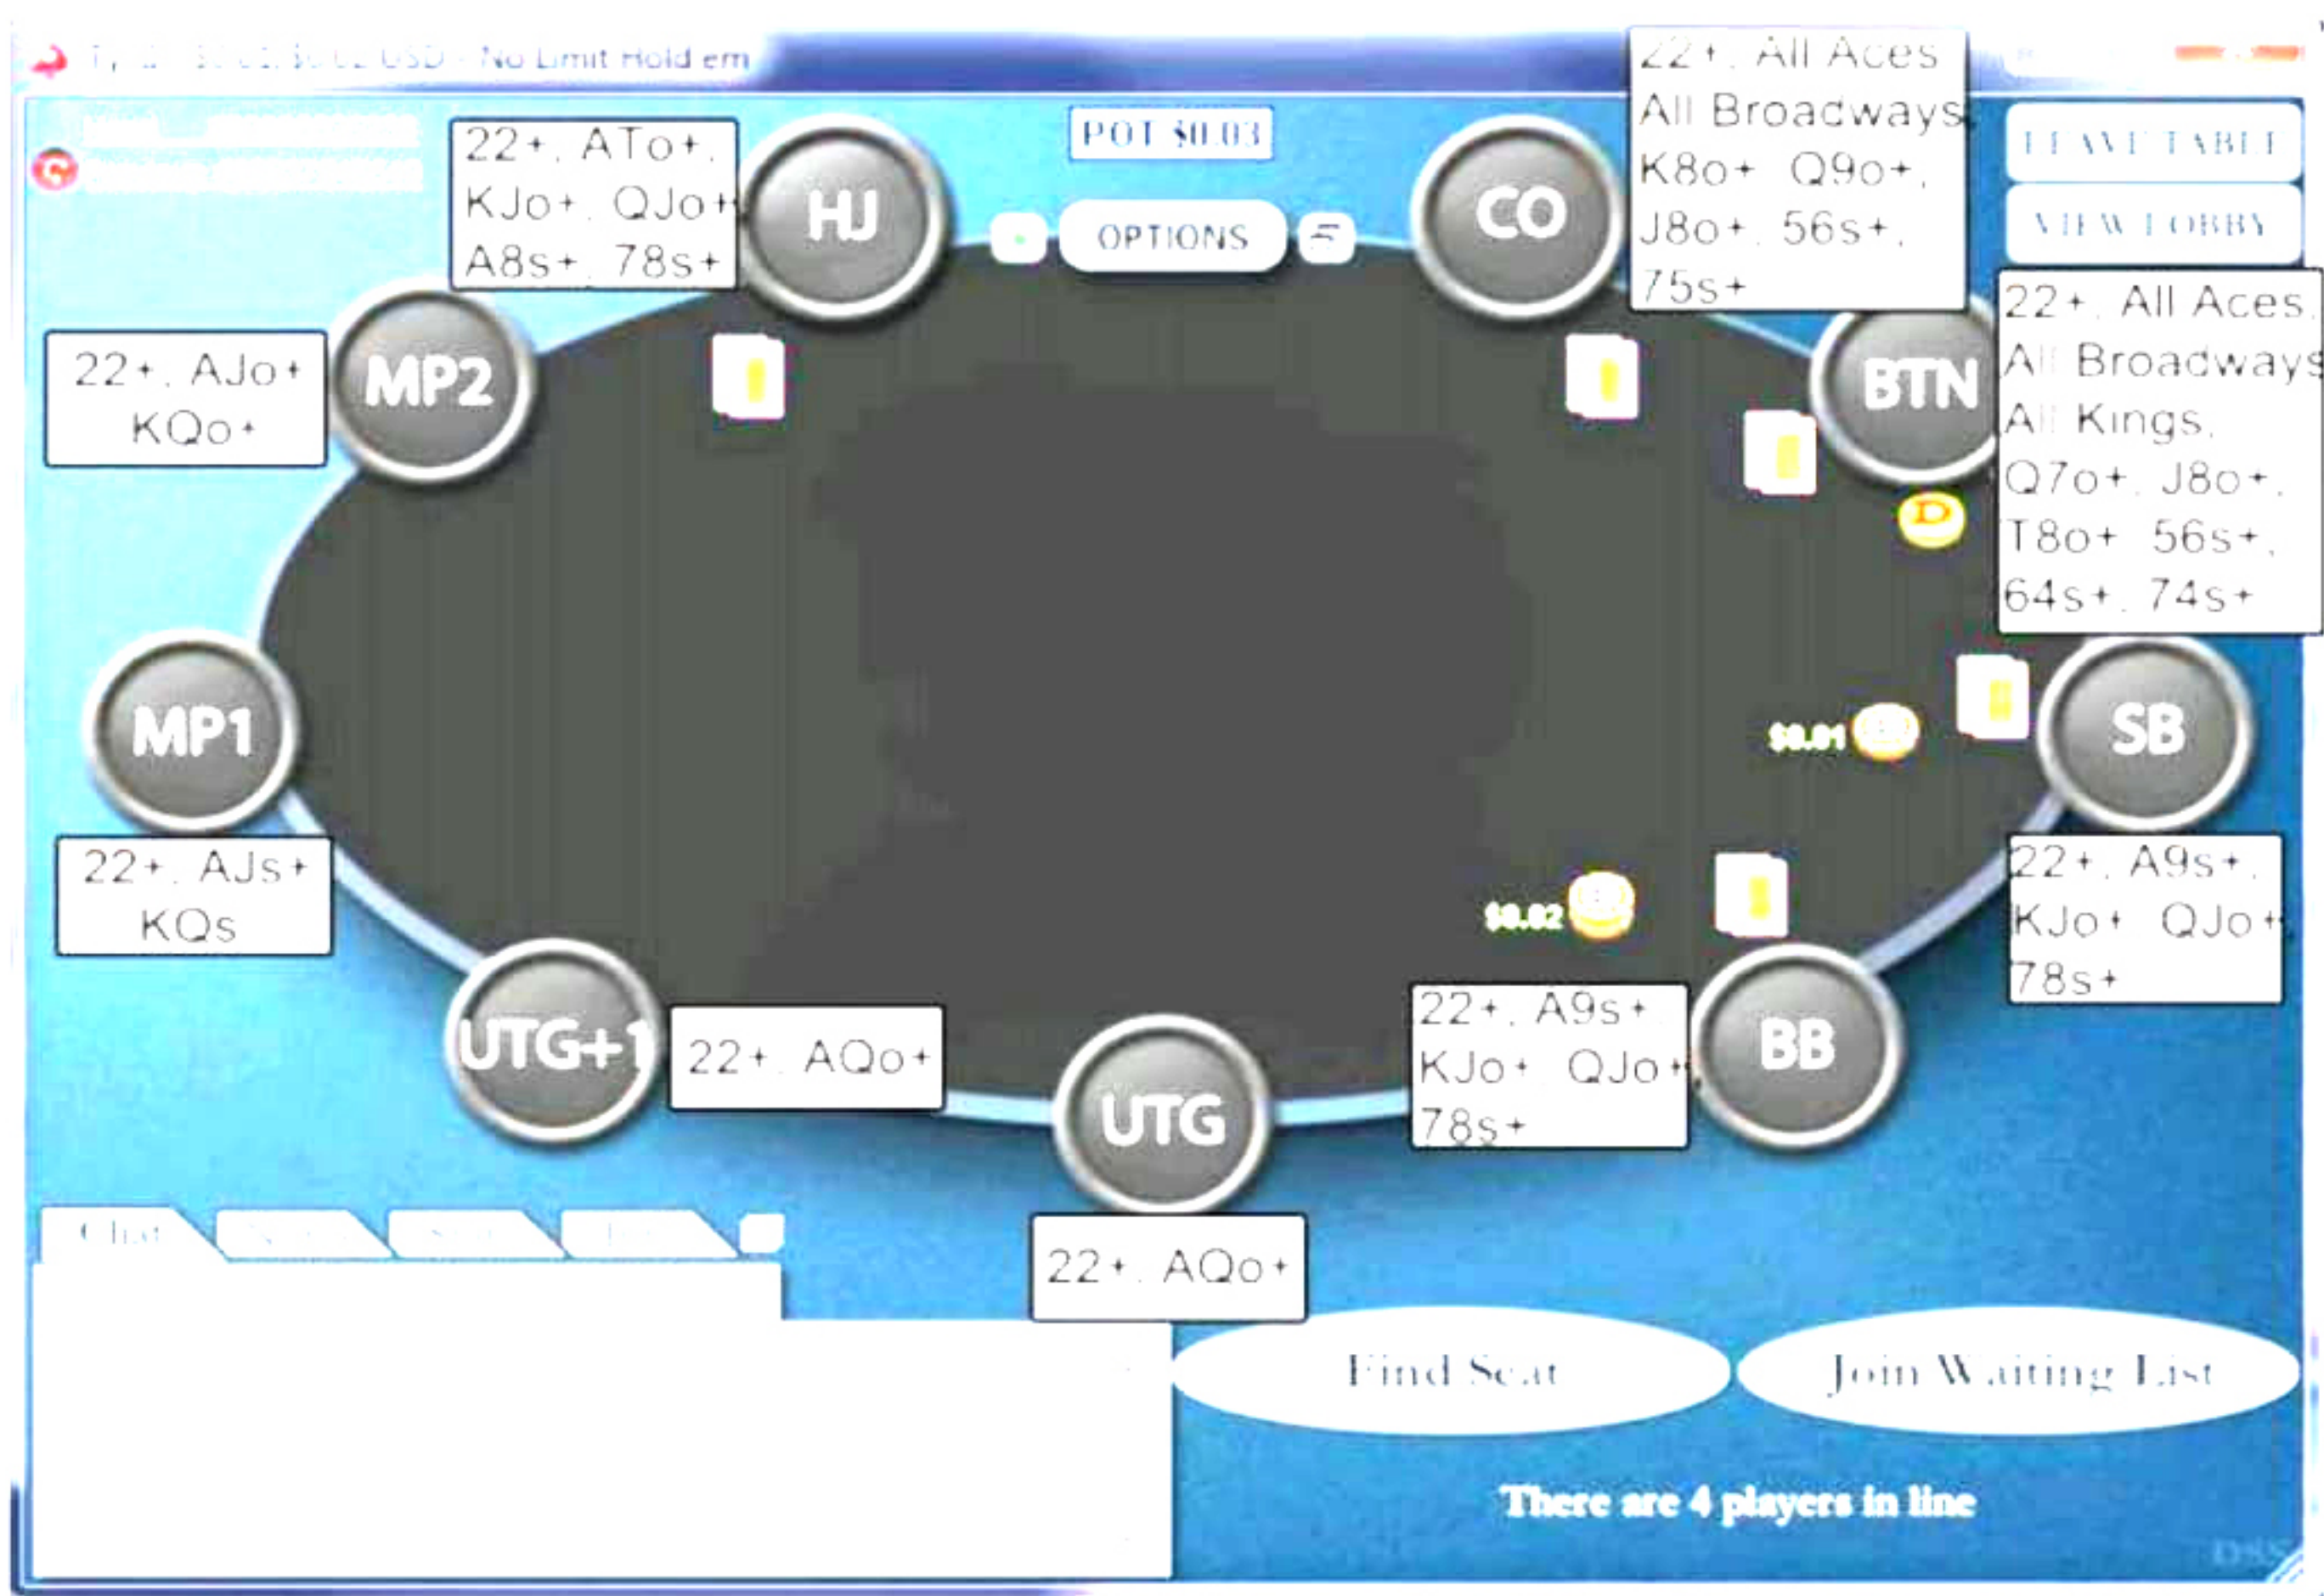 No Limit Hold'em
22+, All Aces
All Broadways,
K8o+ Q9o+,
J8o+, 56s+,
75s+
POT $0.03
LEAVE TABLE
22+, ATo+,
KJo+, QJo+
A8s+, 78s+
HJ
CO
OPTIONS
VIEW LOBBY
22+, All Aces,
All Broadways
All Kings,
Q7o+, J8o+,
T8o+ 56s+,
64s+, 74s+
22+, AJo+
KQo+
MP2
BTN
D
MP1
$0.01
SB
22+, AJs+
KQs
22+, A9s+,
KJo+ QJo+
78s+
$0.02
UTG+1
22+, AQo+
22+, A9s+
KJo+, QJo+
78s+
BB
UTG
22+, AQo+
Chat
Find Seat
Join Waiting List
There are 4 players in line